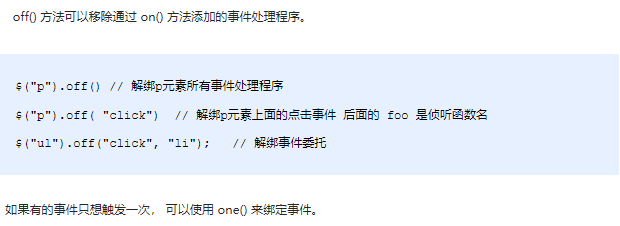 off() 方法可以移除通过 on() 方法添加的事件处理程序。
$("p").off() // 解绑p元素所有事件处理程序
$("p").off( "click") // 解绑p元素上面的点击事件 后面的 foo 是侦听函数名
$("ul").off("click", "li"); // 解绑事件委托
如果有的事件只想触发一次， 可以使用 one() 来绑定事件。